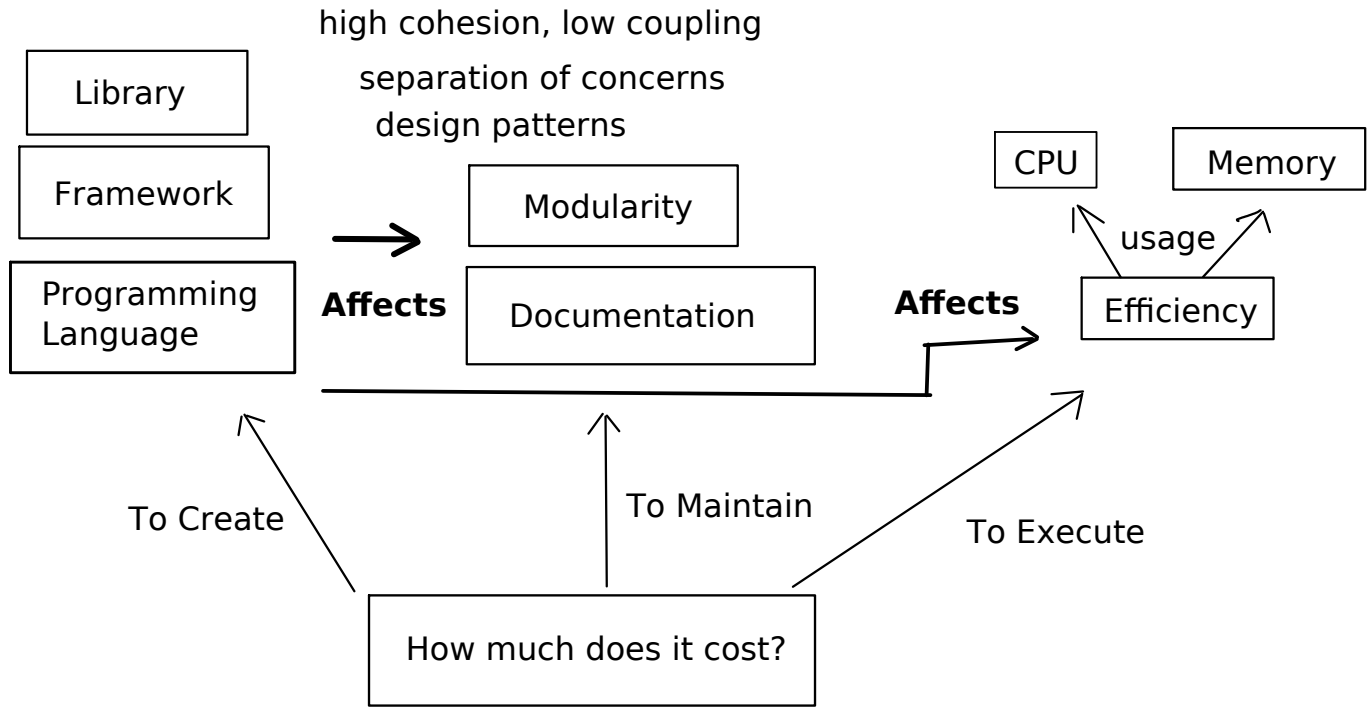 high cohesion, low coupling
separation of concerns
design patterns
Library
Framework
Programming
Language
Affects
Modularity
Documentation
Affects
CPU
Memory
usage
Efficiency
To Create
To Maintain
To Execute
How much does it cost?